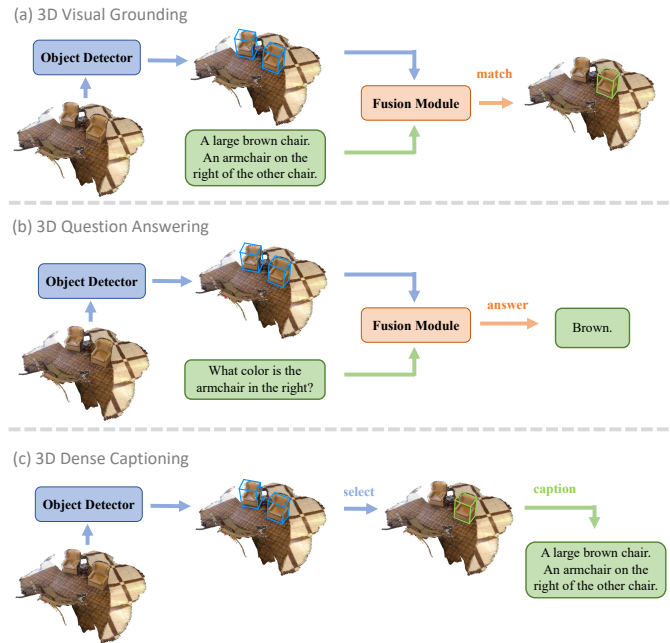 (a) 3D Visual Grounding
Object Detector
Fusion Module
match
A large brown chair.
An armchair on the
right of the other chair.
(b) 3D Question Answering
Object Detector
Fusion Module
answer
Brown.
What color is the
armchair in the right?
(c) 3D Dense Captioning
Object Detector
select
caption
A large brown chair.
An armchair on the
right of the other chair.